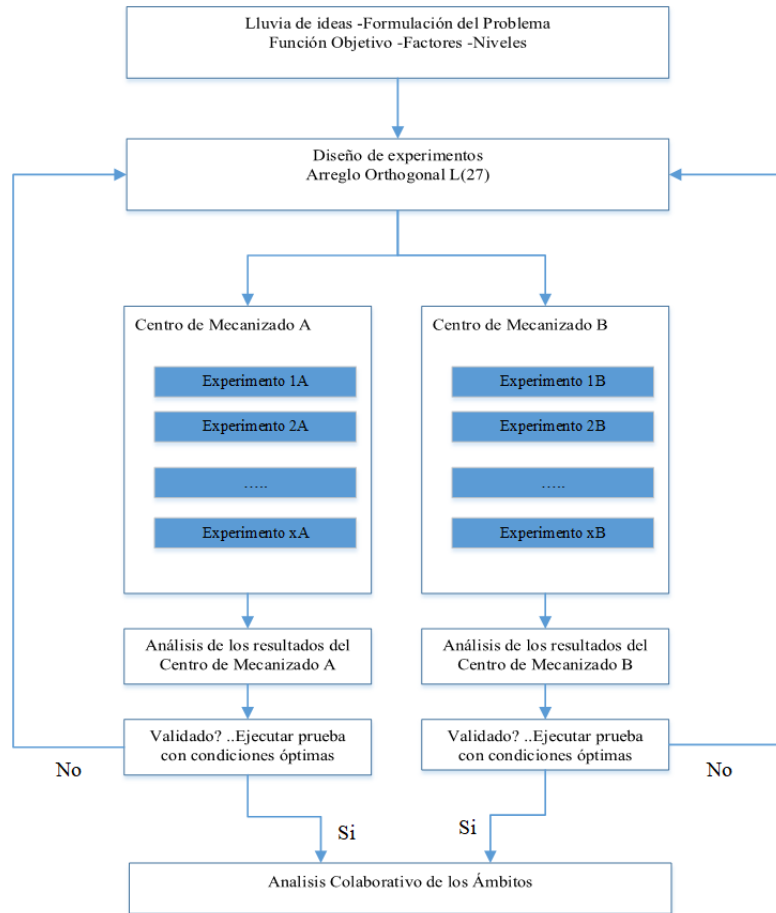 Lluvia de ideas -Formulación del Problema
Función Objetivo -Factores -Niveles
Diseño de experimentos
Arreglo Orthogonal L(27)
Centro de Mecanizado A
Experimento 1A
Experimento 2A
.....
Experimento xA
Centro de Mecanizado B
Experimento 1B
Experimento 2B
.....
Experimento xB
Análisis de los resultados del
Centro de Mecanizado A
Análisis de los resultados del
Centro de Mecanizado B
Validado? ..Ejecutar prueba
con condiciones óptimas
Validado? ..Ejecutar prueba
con condiciones óptimas
No
No
Si
Si
Analisis Colaborativo de los Ámbitos